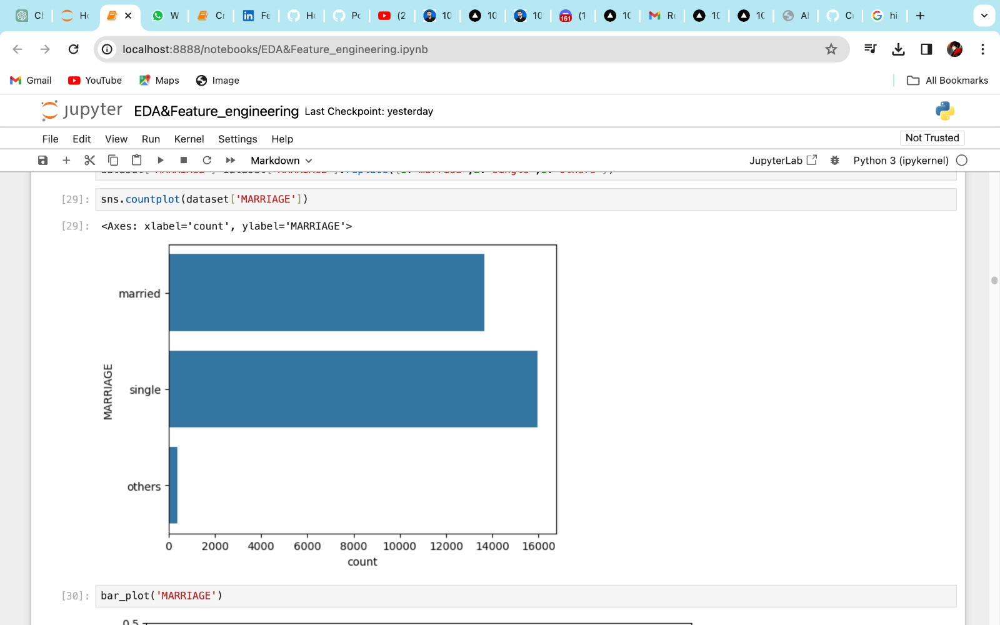 Cl Ho W Cr Fe He Po (2 10 10 10 161 (1 10 Re 10 10 Al Cr hi
localhost:8888/notebooks/EDA&Feature_engineering.ipynb
Gmail YouTube Maps Image All Bookmarks
jupyter EDA&Feature_engineering Last Checkpoint: yesterday
File Edit View Run Kernel Settings Help Not Trusted
Markdown JupyterLab Python 3 (ipykernel)
[29]: sns.countplot(dataset['MARRIAGE'])
[29]: <Axes: xlabel='count', ylabel='MARRIAGE'>
married
single
others
MARRIAGE
0 2000 4000 6000 8000 10000 12000 14000 16000
count
[30]: bar_plot('MARRIAGE')
0.5